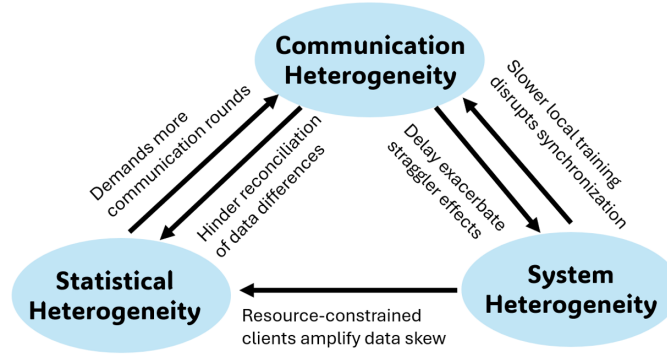 Communication
Heterogeneity
Demands more
communication rounds
Hinder reconciliation
of data differences
Delay exacerbate
straggler effects
Slower local training
disrupts synchronization
Statistical
Heterogeneity
System
Heterogeneity
Resource-constrained
clients amplify data skew